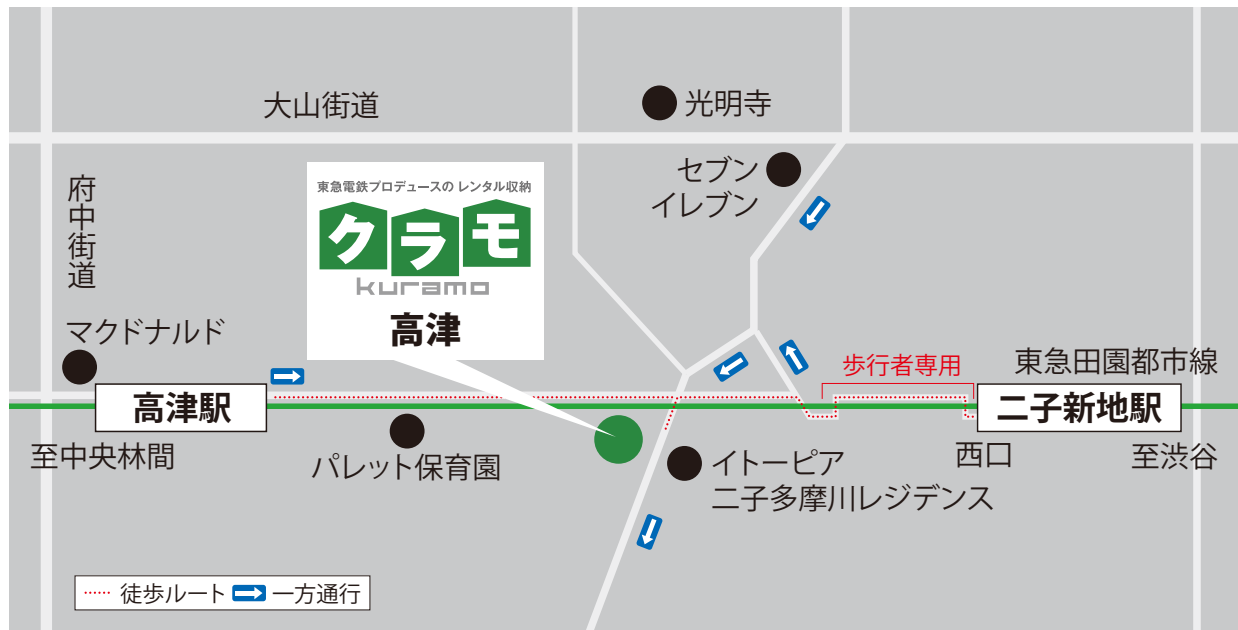 大山街道
光明寺
セブン
イレブン
府中街道
東急電鉄プロデュースの レンタル収納
クラモ
kuramo
高津
マクドナルド
歩行者専用
東急田園都市線
高津駅
二子新地駅
至中央林間
パレット保育園
イトーピア
二子多摩川レジデンス
西口
至渋谷
徒歩ルート
一方通行